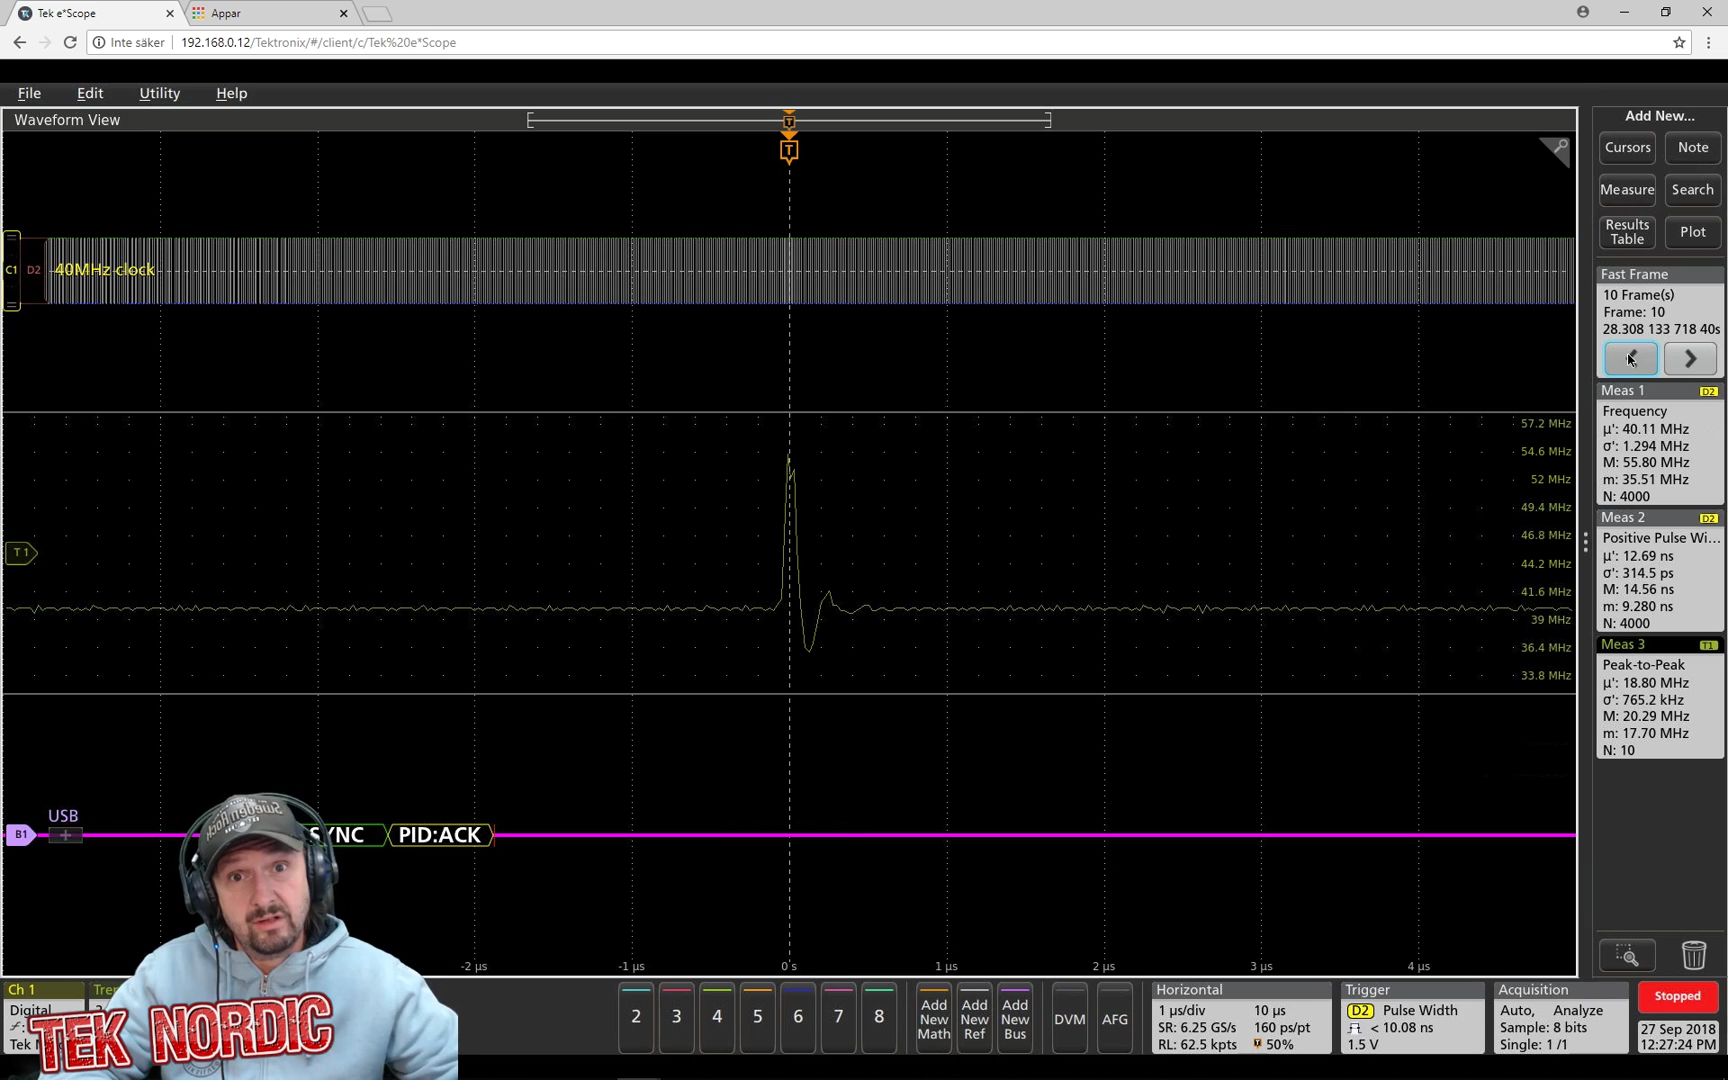 Tek e*Scope
Appar
Inte säker
192.168.0.12/Tektronix/#/client/c/Tek%20e*Scope
File
Edit
Utility
Help
Waveform View
T
T
Add New...
Cursors
Note
Measure
Search
Results Table
Plot
C1
D2
40MHz clock
Fast Frame
10 Frame(s)
Frame: 10
28.308 133 718 40s
Meas 1
D2
Frequency
µ': 40.11 MHz
σ': 1.294 MHz
M: 55.80 MHz
m: 35.51 MHz
N: 4000
Meas 2
D2
Positive Pulse Wi...
µ': 12.69 ns
σ': 314.5 ps
M: 14.56 ns
m: 9.280 ns
N: 4000
Meas 3
T1
Peak-to-Peak
µ': 18.80 MHz
σ': 765.2 kHz
M: 20.29 MHz
m: 17.70 MHz
N: 10
57.2 MHz
54.6 MHz
52 MHz
49.4 MHz
46.8 MHz
44.2 MHz
41.6 MHz
39 MHz
36.4 MHz
33.8 MHz
T1
USB
B1
+
SYNC
PID:ACK
-2 µs
-1 µs
0 s
1 µs
2 µs
3 µs
4 µs
Ch 1
Digital
TEK NORDIC
2
3
4
5
6
7
8
Add New Math
Add New Ref
Add New Bus
DVM
AFG
Horizontal
1 µs/div
10 µs
SR: 6.25 GS/s
160 ps/pt
RL: 62.5 kpts
50%
Trigger
D2
Pulse Width
< 10.08 ns
1.5 V
Acquisition
Auto,
Analyze
Sample: 8 bits
Single: 1 /1
Stopped
27 Sep 2018
12:27:24 PM